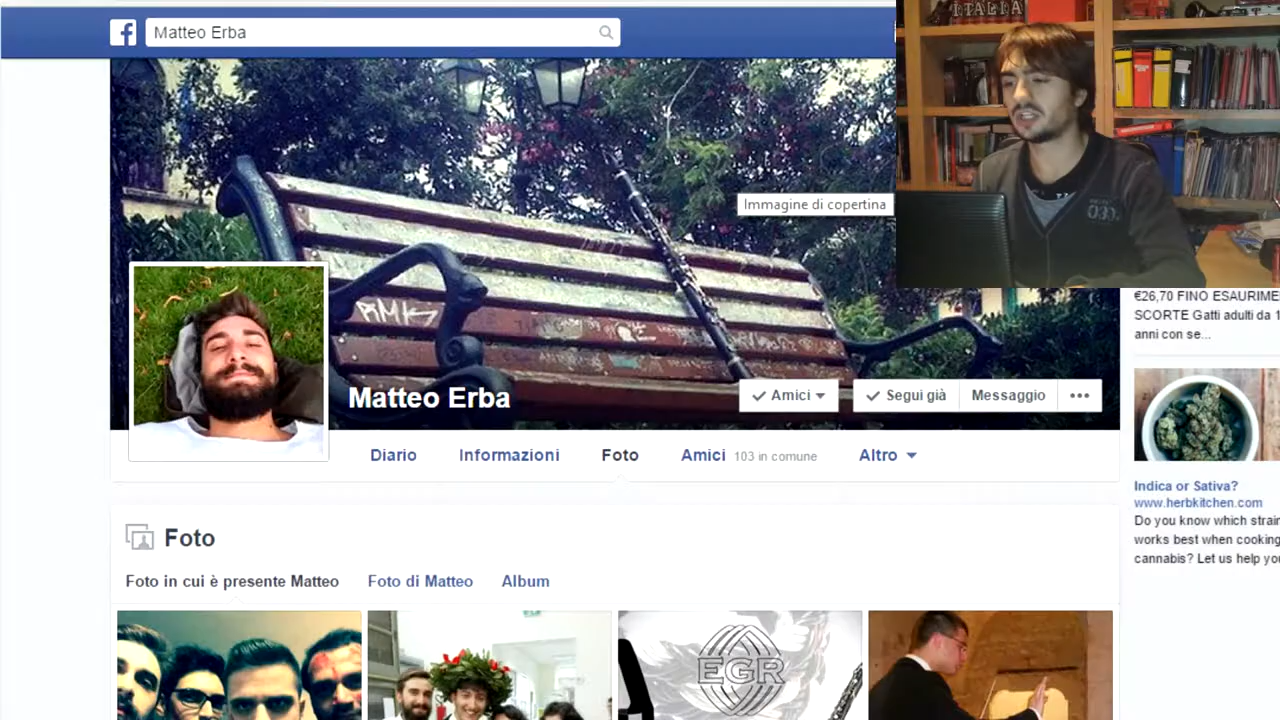 Matteo Erba
ITALIA
Immagine di copertina
RMK
Matteo Erba
Amici
Segui già
Messaggio
Diario
Informazioni
Foto
Amici 103 in comune
Altro
€26,70 FINO ESAURIME
SCORTE Gatti adulti da 1
anni con se...
Indica or Sativa?
www.herbkitchen.com
Do you know which strain
works best when cooking
cannabis? Let us help you
Foto
Foto in cui è presente Matteo
Foto di Matteo
Album
EGR